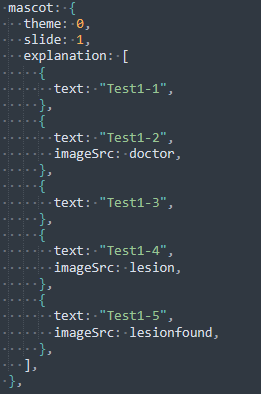 mascot: {
  theme: 0,
  slide: 1,
  explanation: [
    {
      text: "Test1-1",
    },
    {
      text: "Test1-2",
      imageSrc: doctor,
    },
    {
      text: "Test1-3",
    },
    {
      text: "Test1-4",
      imageSrc: lesion,
    },
    {
      text: "Test1-5",
      imageSrc: lesionfound,
    },
  ],
},